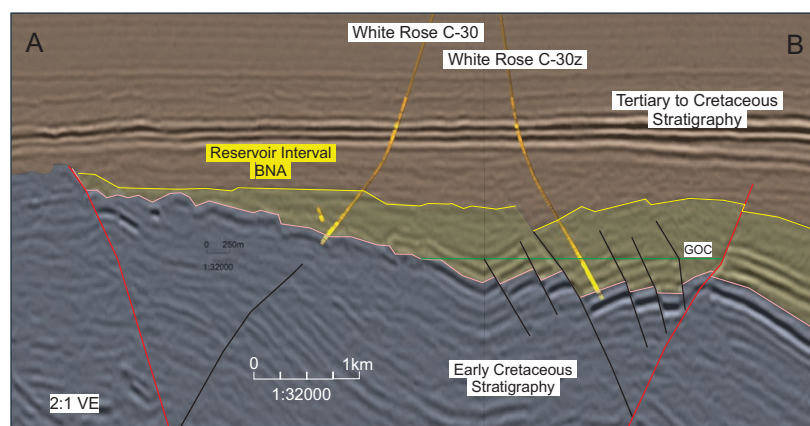 A
White Rose C-30
B
White Rose C-30z
Tertiary to Cretaceous
Stratigraphy
Reservoir Interval
BNA
GOC
0 250m
1:32000
0 1km
1:32000
Early Cretaceous
Stratigraphy
2:1 VE